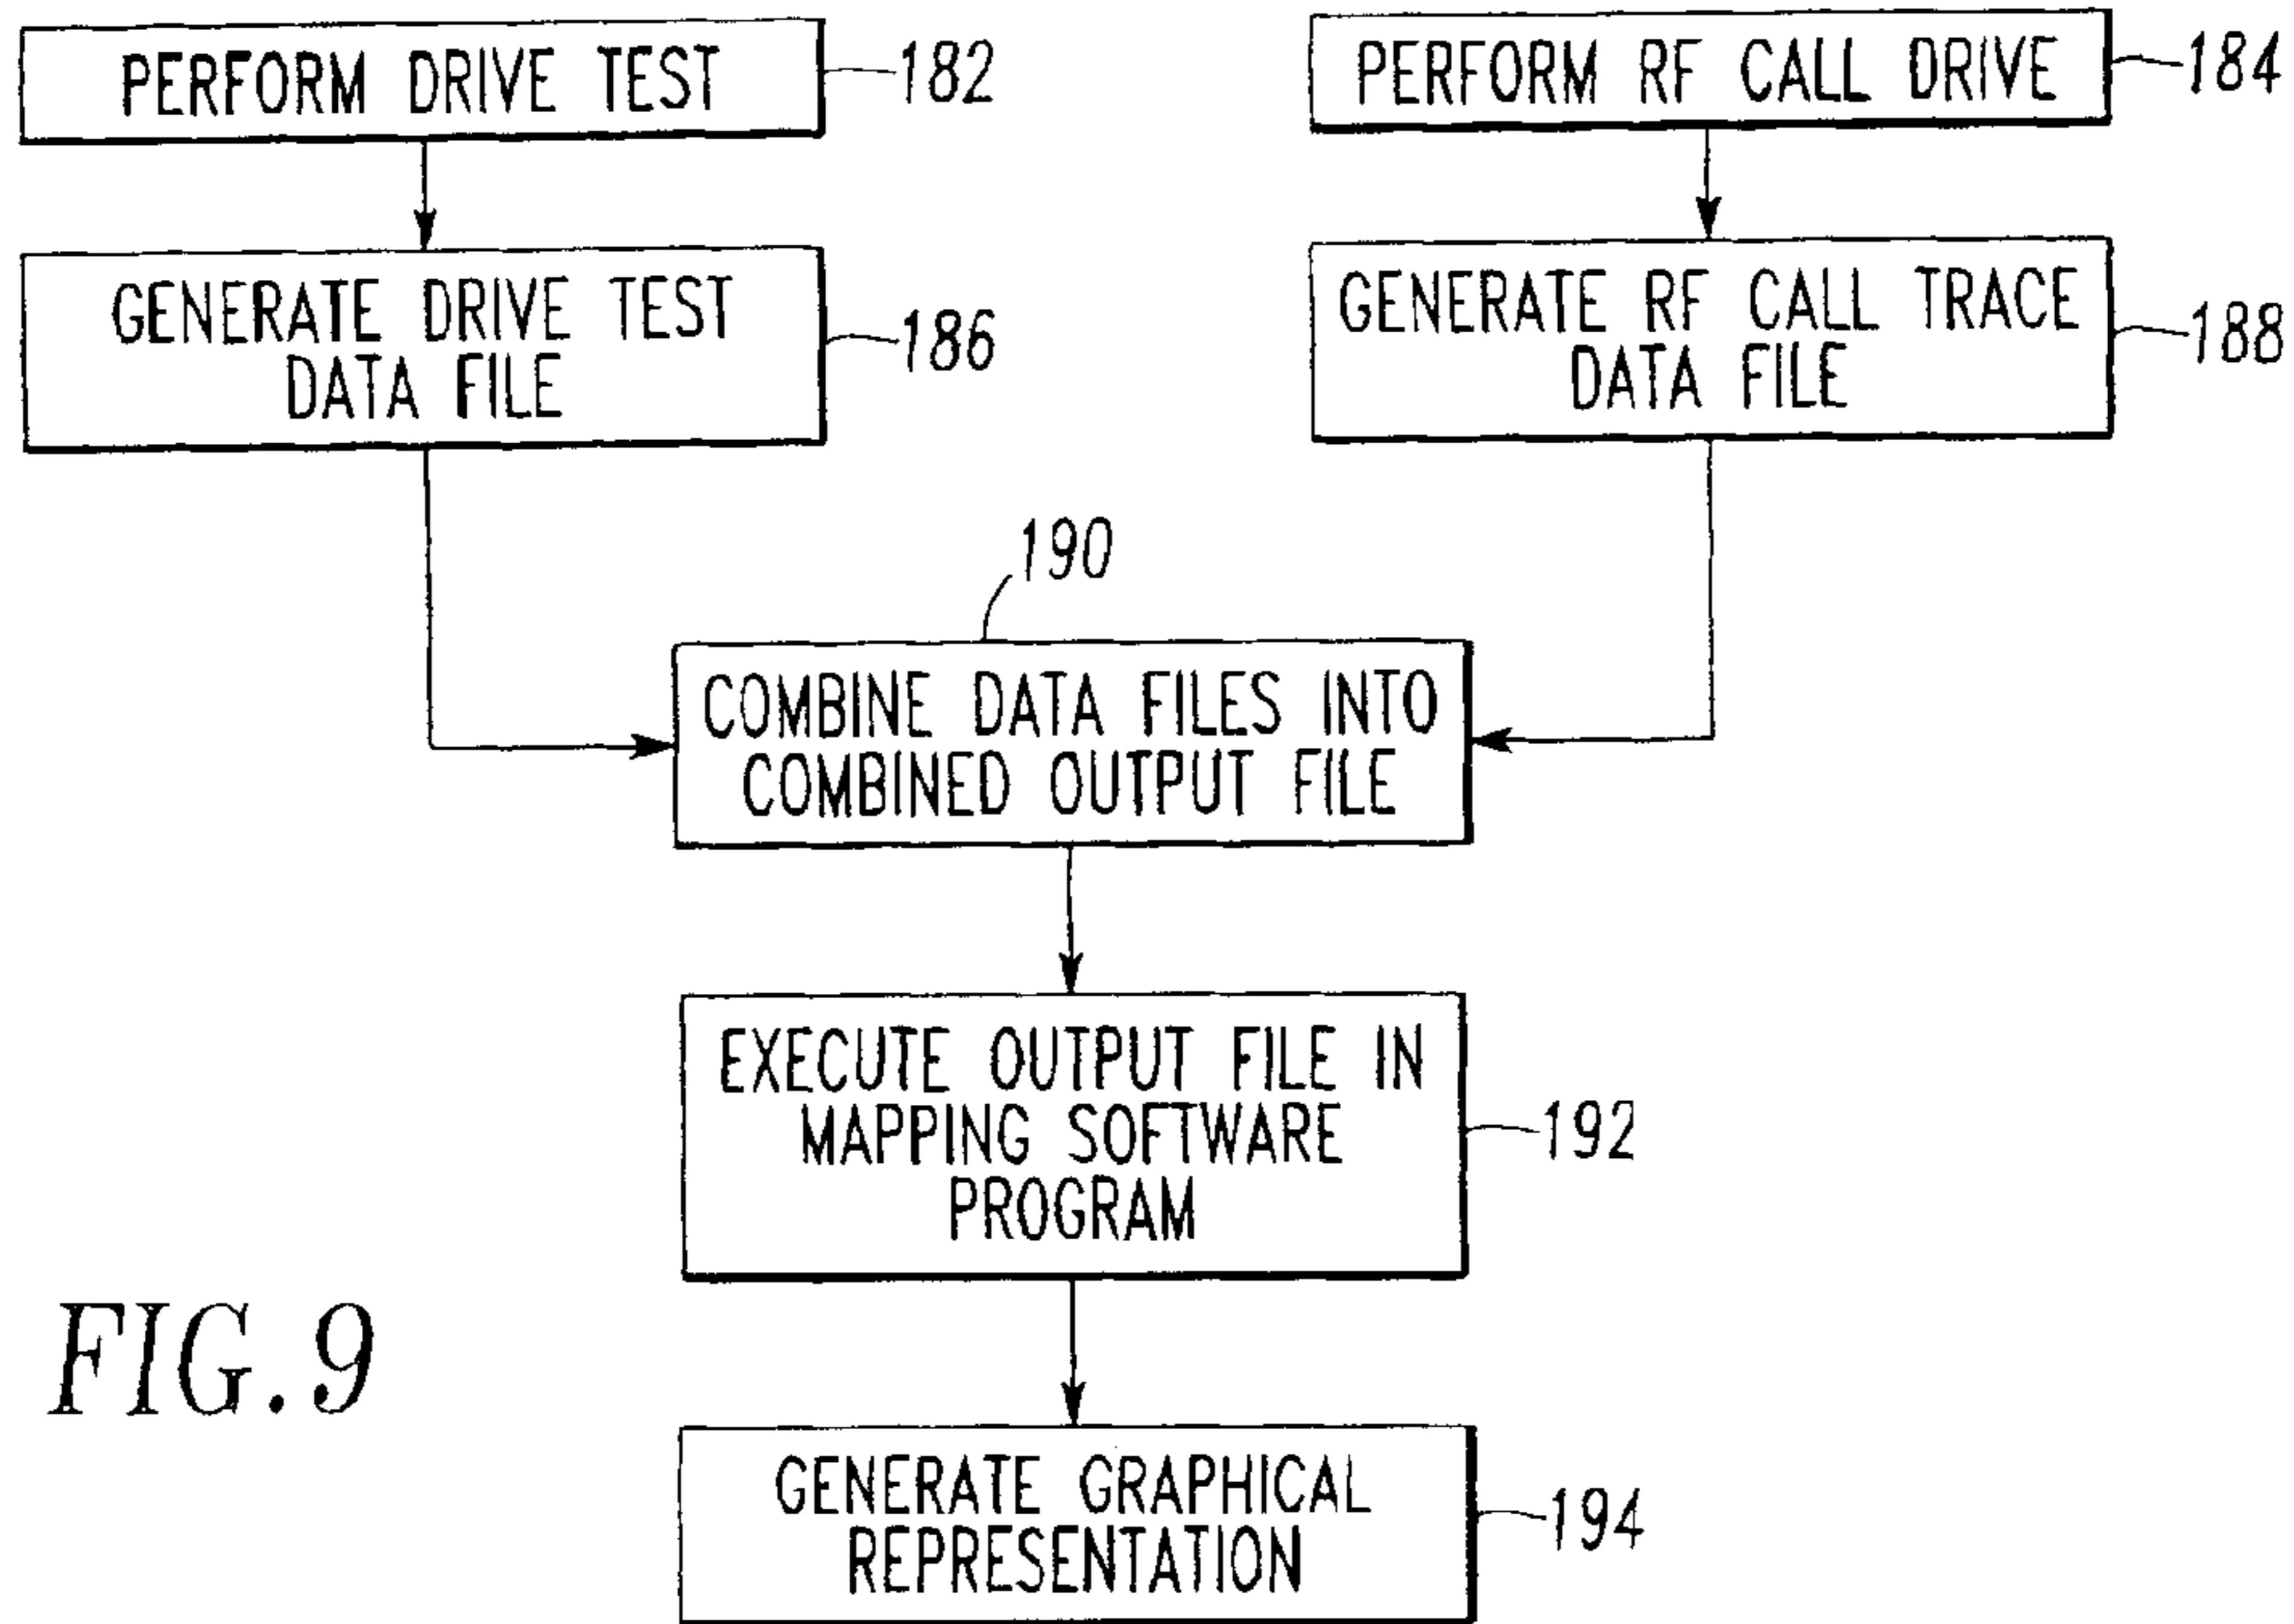 PERFORM DRIVE TEST
182
PERFORM RF CALL DRIVE
184
GENERATE DRIVE TEST
DATA FILE
186
GENERATE RF CALL TRACE
DATA FILE
188
190
COMBINE DATA FILES INTO
COMBINED OUTPUT FILE
EXECUTE OUTPUT FILE IN
MAPPING SOFTWARE
PROGRAM
192
FIG.9
GENERATE GRAPHICAL
REPRESENTATION
194